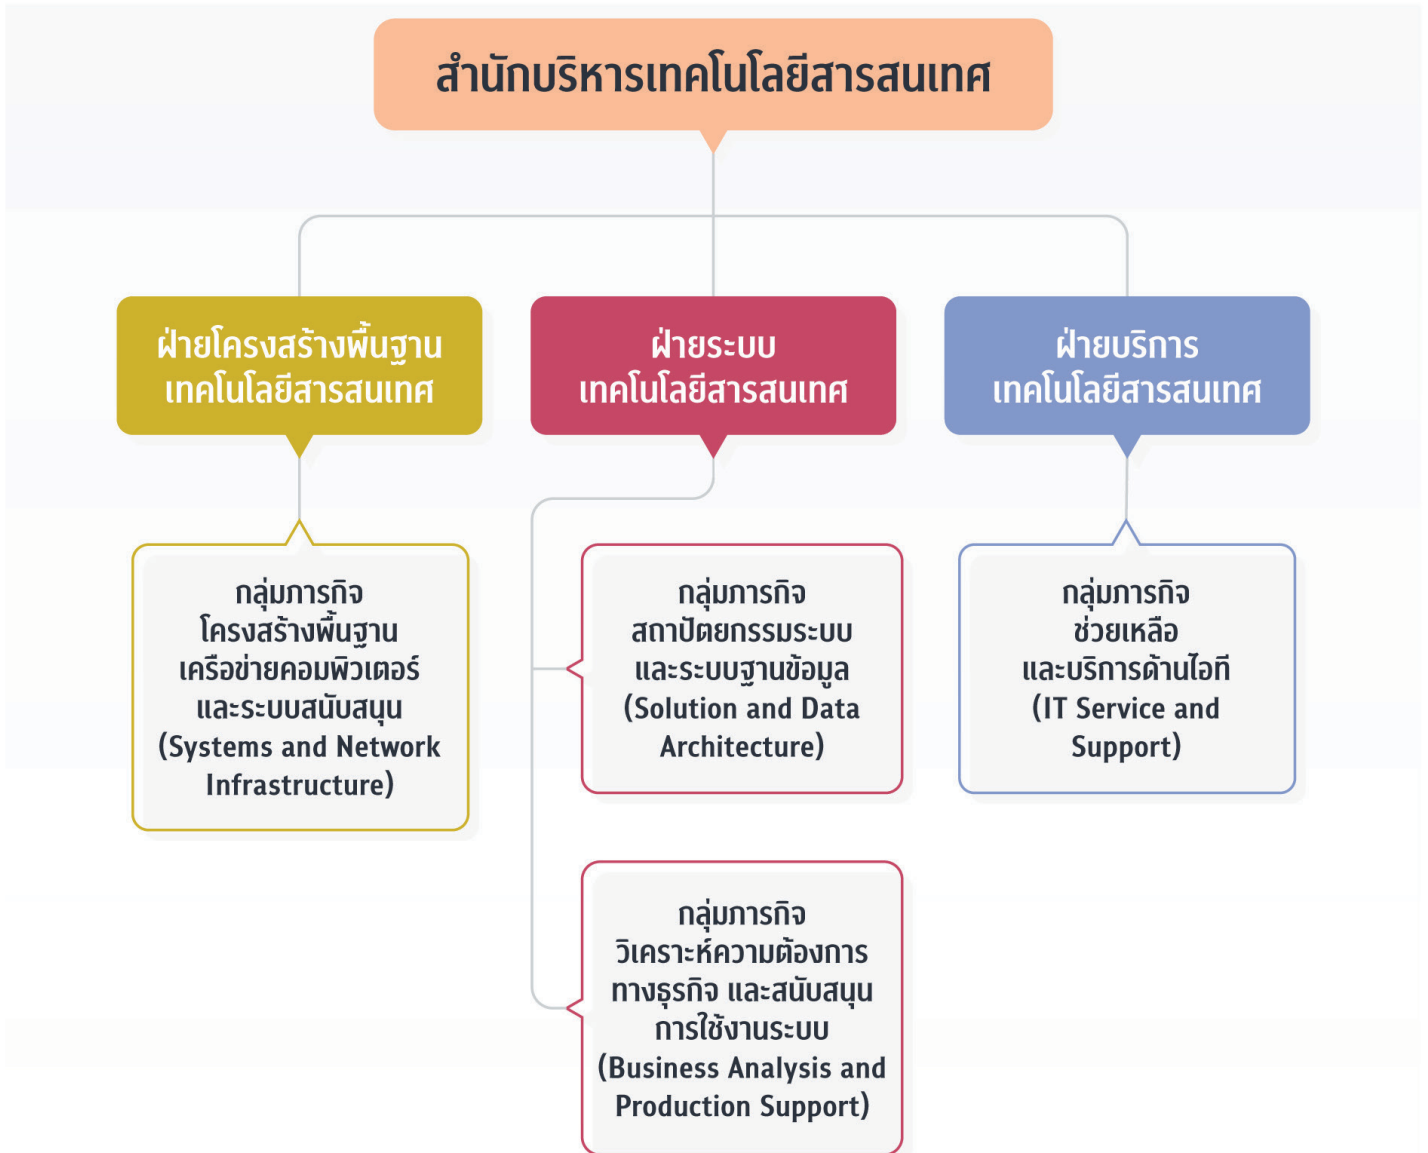 สำนักบริหารเทคโนโลยีสารสนเทศ
ฝ่ายโครงสร้างพื้นฐาน
เทคโนโลยีสารสนเทศ
ฝ่ายระบบ
เทคโนโลยีสารสนเทศ
ฝ่ายบริการ
เทคโนโลยีสารสนเทศ
กลุ่มภารกิจ
โครงสร้างพื้นฐาน
เครือข่ายคอมพิวเตอร์
และระบบสนับสนุน
(Systems and Network
Infrastructure)
กลุ่มภารกิจ
สถาปัตยกรรมระบบ
และระบบฐานข้อมูล
(Solution and Data
Architecture)
กลุ่มภารกิจ
ช่วยเหลือ
และบริการด้านไอที
(IT Service and
Support)
กลุ่มภารกิจ
วิเคราะห์ความต้องการ
ทางธุรกิจ และสนับสนุน
การใช้งานระบบ
(Business Analysis and
Production Support)